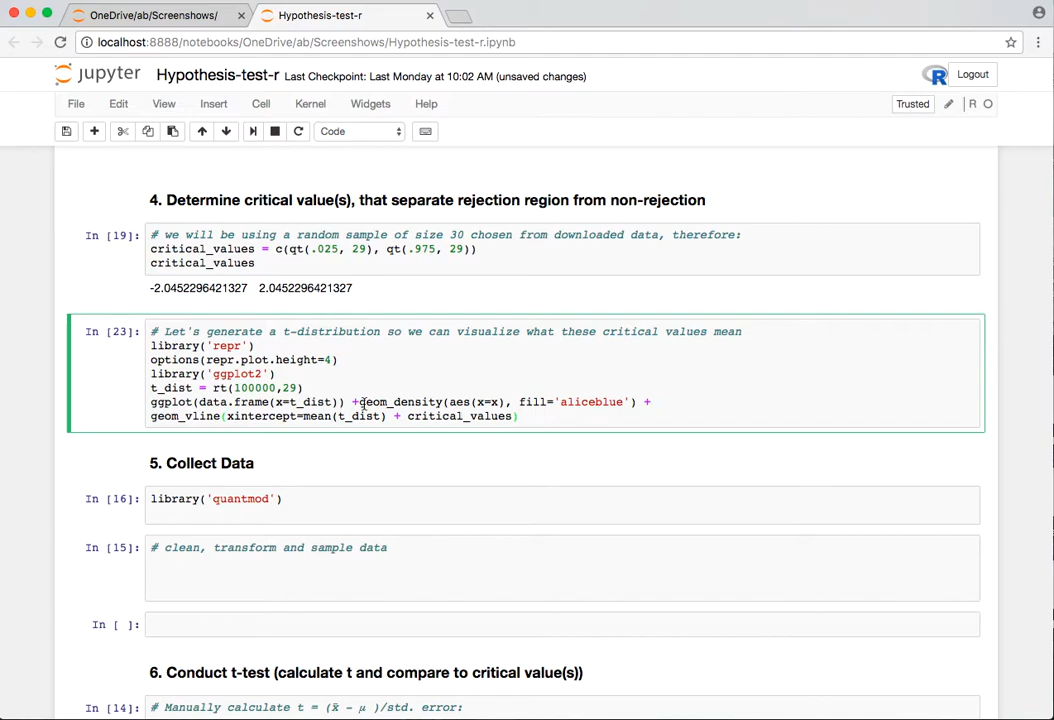 OneDrive/ab/Screenshows/
Hypothesis-test-r
localhost:8888/notebooks/OneDrive/ab/Screenshows/Hypothesis-test-r.ipynb
jupyter Hypothesis-test-r Last Checkpoint: Last Monday at 10:02 AM (unsaved changes)
R Logout
File Edit View Insert Cell Kernel Widgets Help
Trusted R
Code
4. Determine critical value(s), that separate rejection region from non-rejection
In [19]: # we will be using a random sample of size 30 chosen from downloaded data, therefore:
critical_values = c(qt(.025, 29), qt(.975, 29))
critical_values
-2.0452296421327 2.0452296421327
In [23]: # Let's generate a t-distribution so we can visualize what these critical values mean
library('repr')
options(repr.plot.height=4)
library('ggplot2')
t_dist = rt(100000,29)
ggplot(data.frame(x=t_dist)) +geom_density(aes(x=x), fill='aliceblue') +
geom_vline(xintercept=mean(t_dist) + critical_values)
5. Collect Data
In [16]: library('quantmod')
In [15]: # clean, transform and sample data
In [ ]:
6. Conduct t-test (calculate t and compare to critical value(s))
In [14]: # Manually calculate t = (x̄ - μ )/std. error: